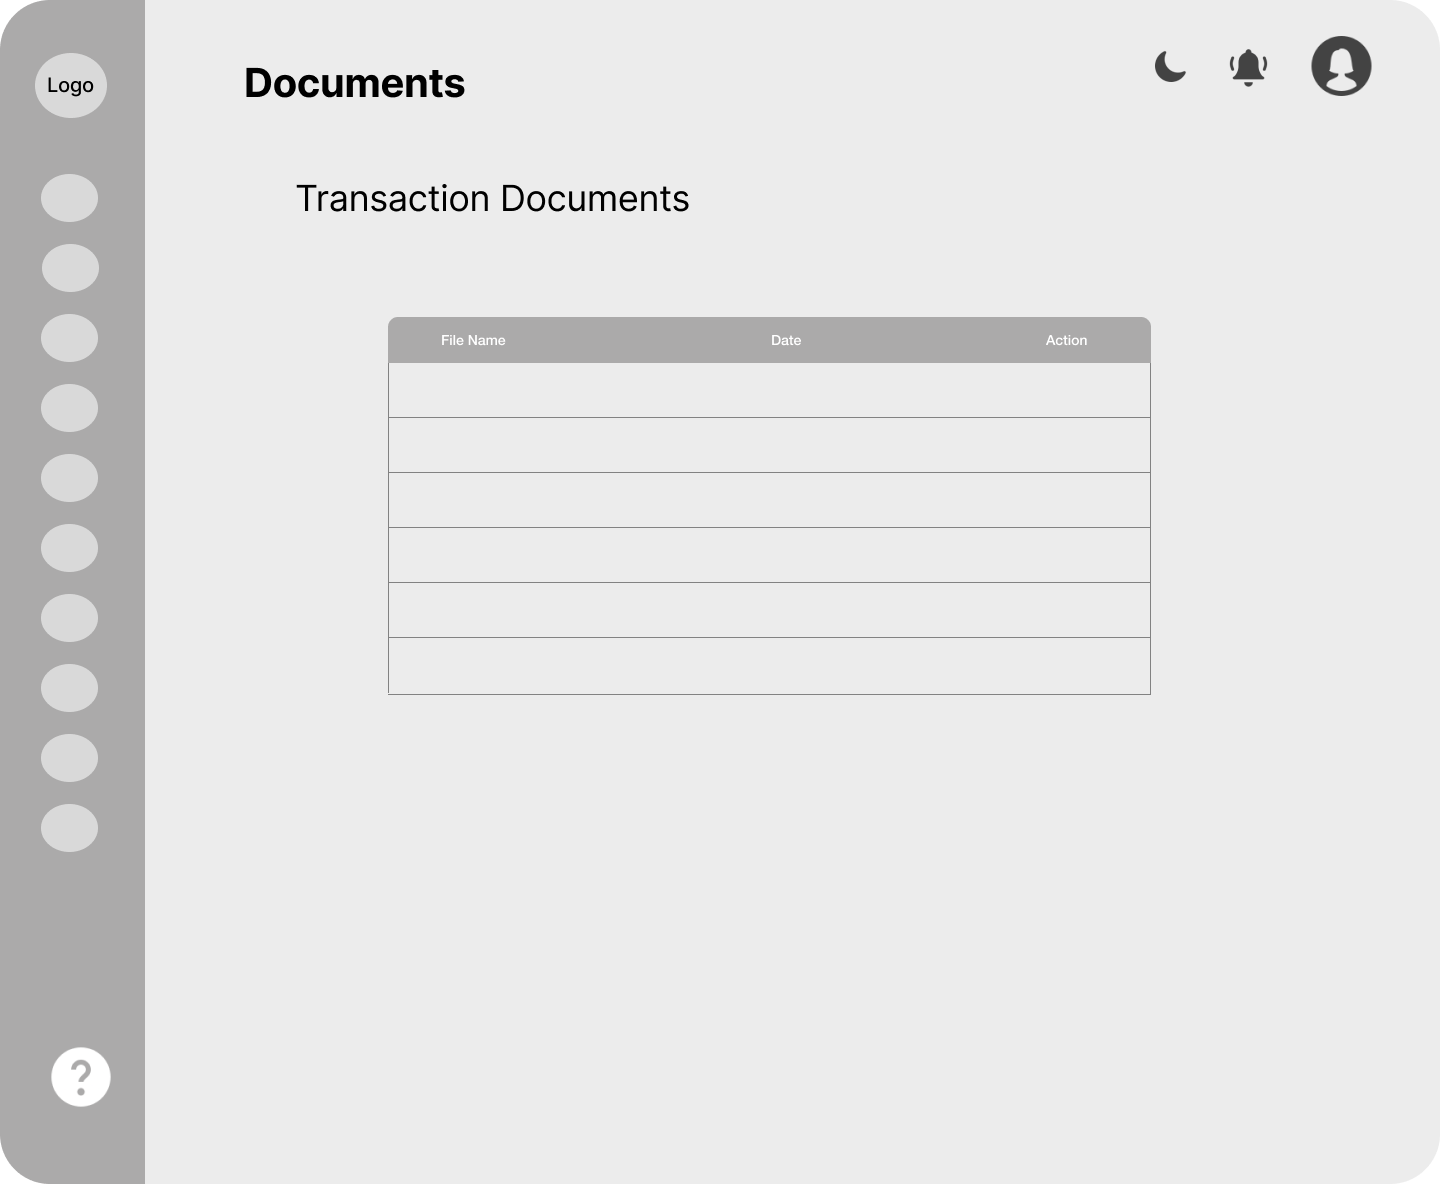 Logo
Documents
Transaction Documents
File Name Date Action
?